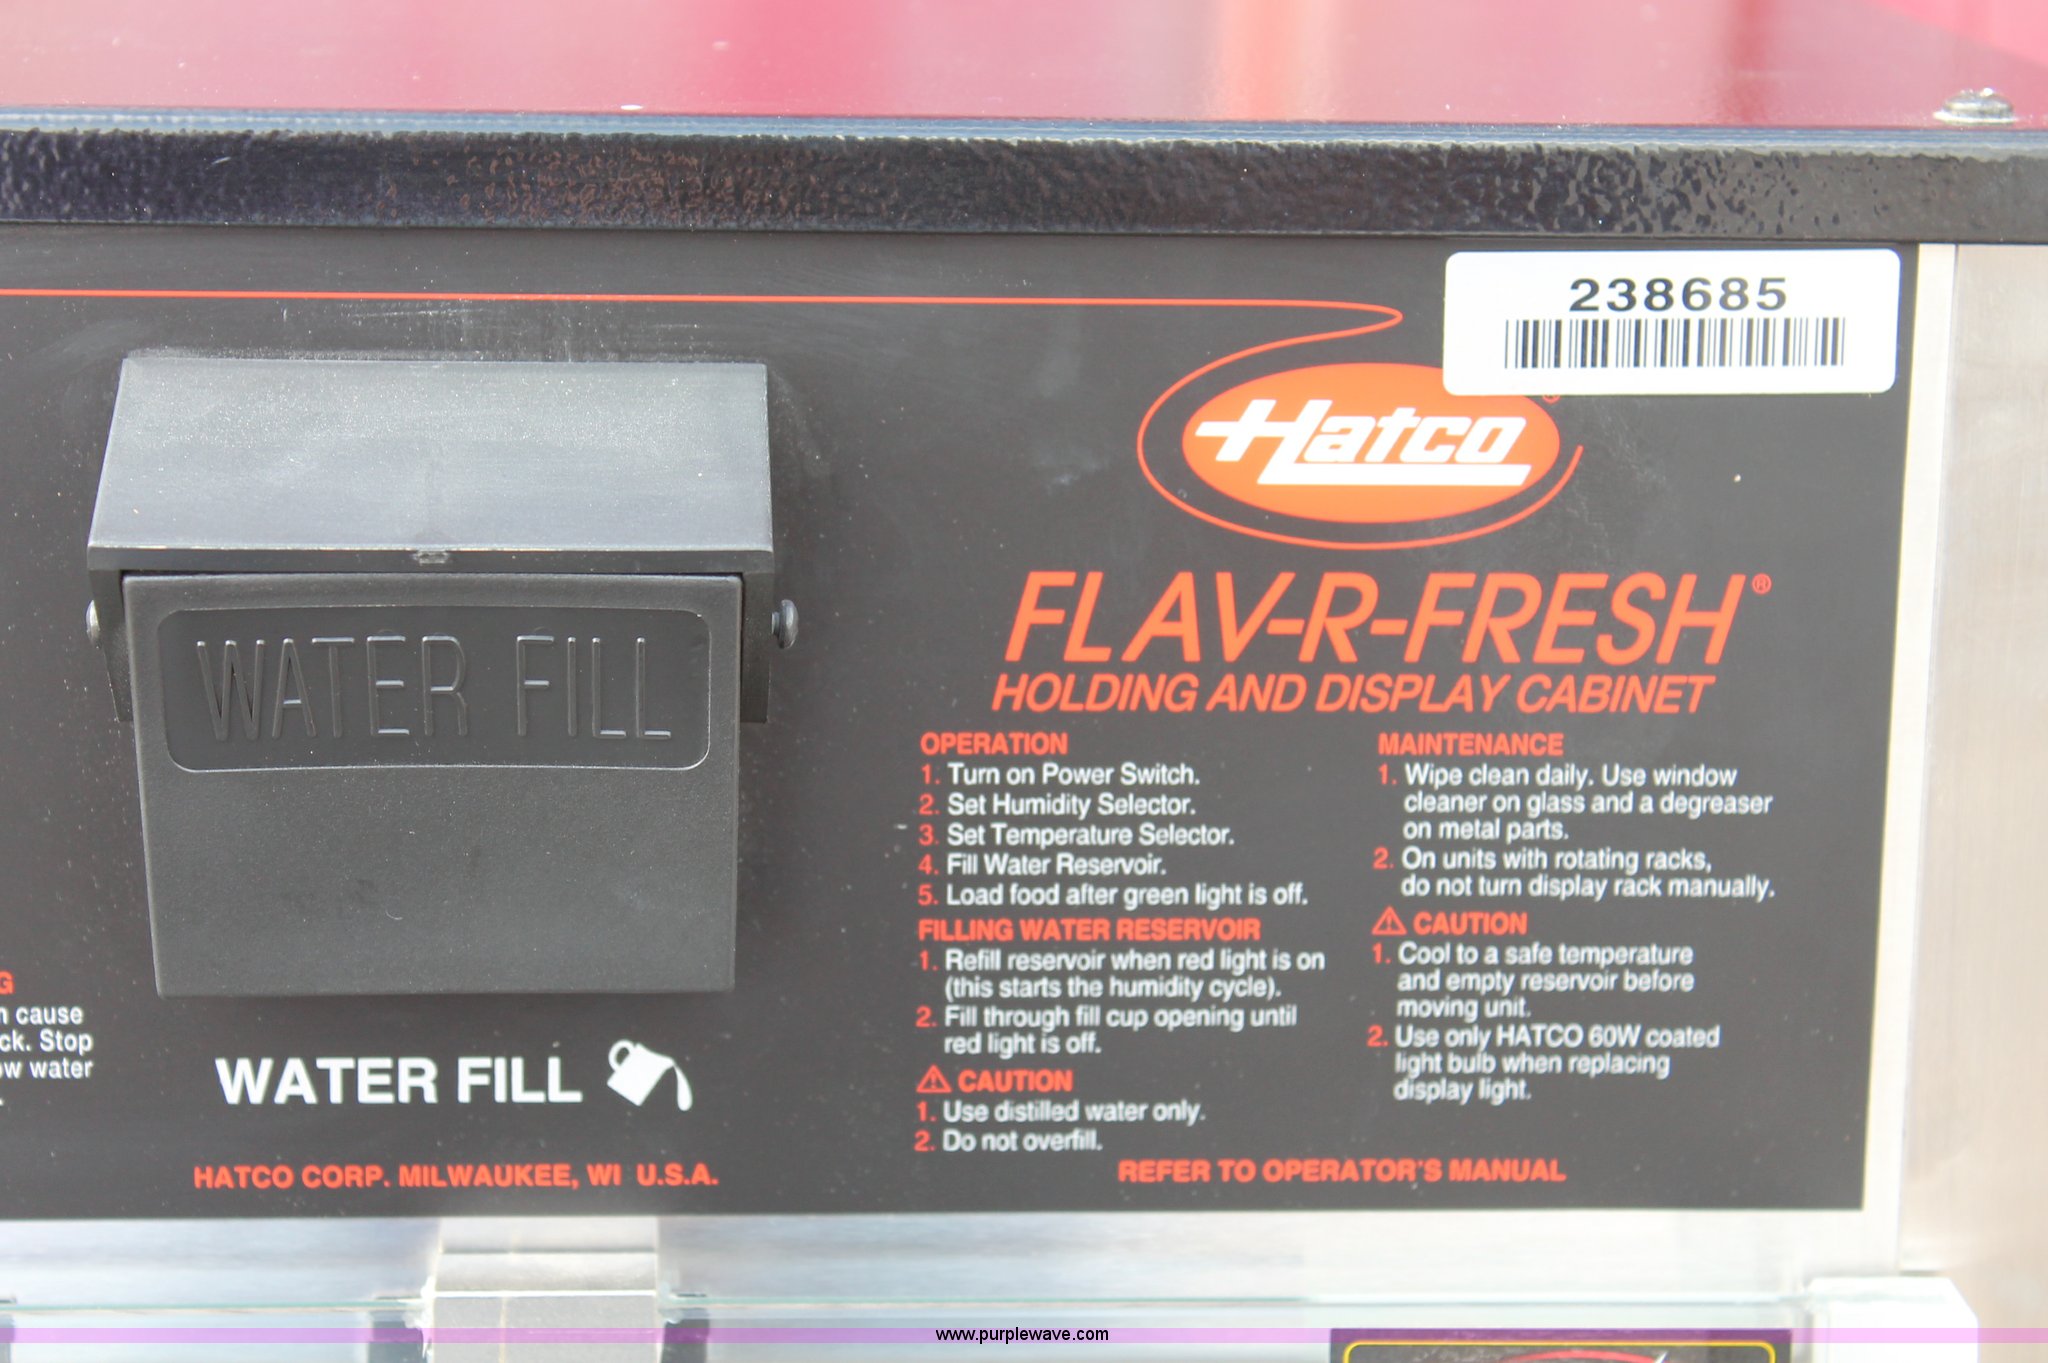 238685
Hatco®
FLAV-R-FRESH®
HOLDING AND DISPLAY CABINET
WATER FILL
OPERATION
1. Turn on Power Switch.
2. Set Humidity Selector.
3. Set Temperature Selector.
4. Fill Water Reservoir.
5. Load food after green light is off.
FILLING WATER RESERVOIR
1. Refill reservoir when red light is on
(this starts the humidity cycle).
2. Fill through fill cup opening until
red light is off.
⚠ CAUTION
1. Use distilled water only.
2. Do not overfill.
MAINTENANCE
1. Wipe clean daily. Use window
cleaner on glass and a degreaser
on metal parts.
2. On units with rotating racks,
do not turn display rack manually.
⚠ CAUTION
1. Cool to a safe temperature
and empty reservoir before
moving unit.
2. Use only HATCO 60W coated
light bulb when replacing
display light.
REFER TO OPERATOR'S MANUAL
G
cause
ck. Stop
ow water
WATER FILL
HATCO CORP. MILWAUKEE, WI U.S.A.
www.purplewave.com